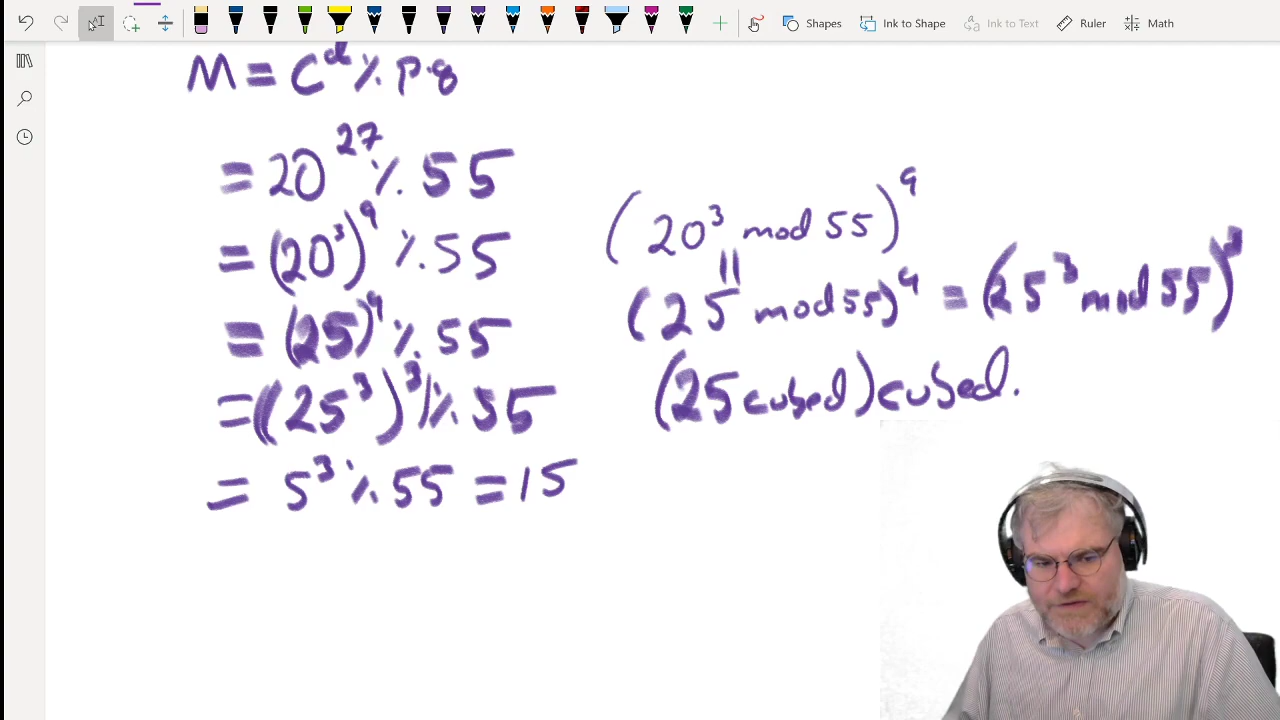 Shapes Ink to Shape Ink to Text Ruler Math
M = C^d % p·q
= 20^27 % 55
= (20^3)^9 % 55
= (25)^9 % 55
= ((25^3)^3) % 55
= 5^3 % 55 = 15
(20^3 mod 55)^9
||
(25 mod 55)^9 = (25^3 mod 55)^3
(25 cubed) cubed.